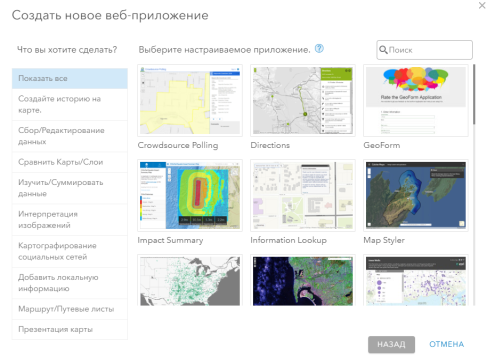 Создать новое веб-приложение
Что вы хотите сделать?
Выберите настраиваемое приложение.
Поиск
Показать все
Создайте историю на
карте.
Сбор/Редактирование
данных
Сравнить Карты/Слои
Изучить/Суммировать
данные
Интерпретация
изображений
Картографирование
социальных сетей
Добавить локальную
информацию
Маршрут/Путевые листы
Презентация карты
Crowdsource Polling
Directions
Rate the GeoForm Application
GeoForm
Impact Summary
Information Lookup
Map Styler
НАЗАД
ОТМЕНА